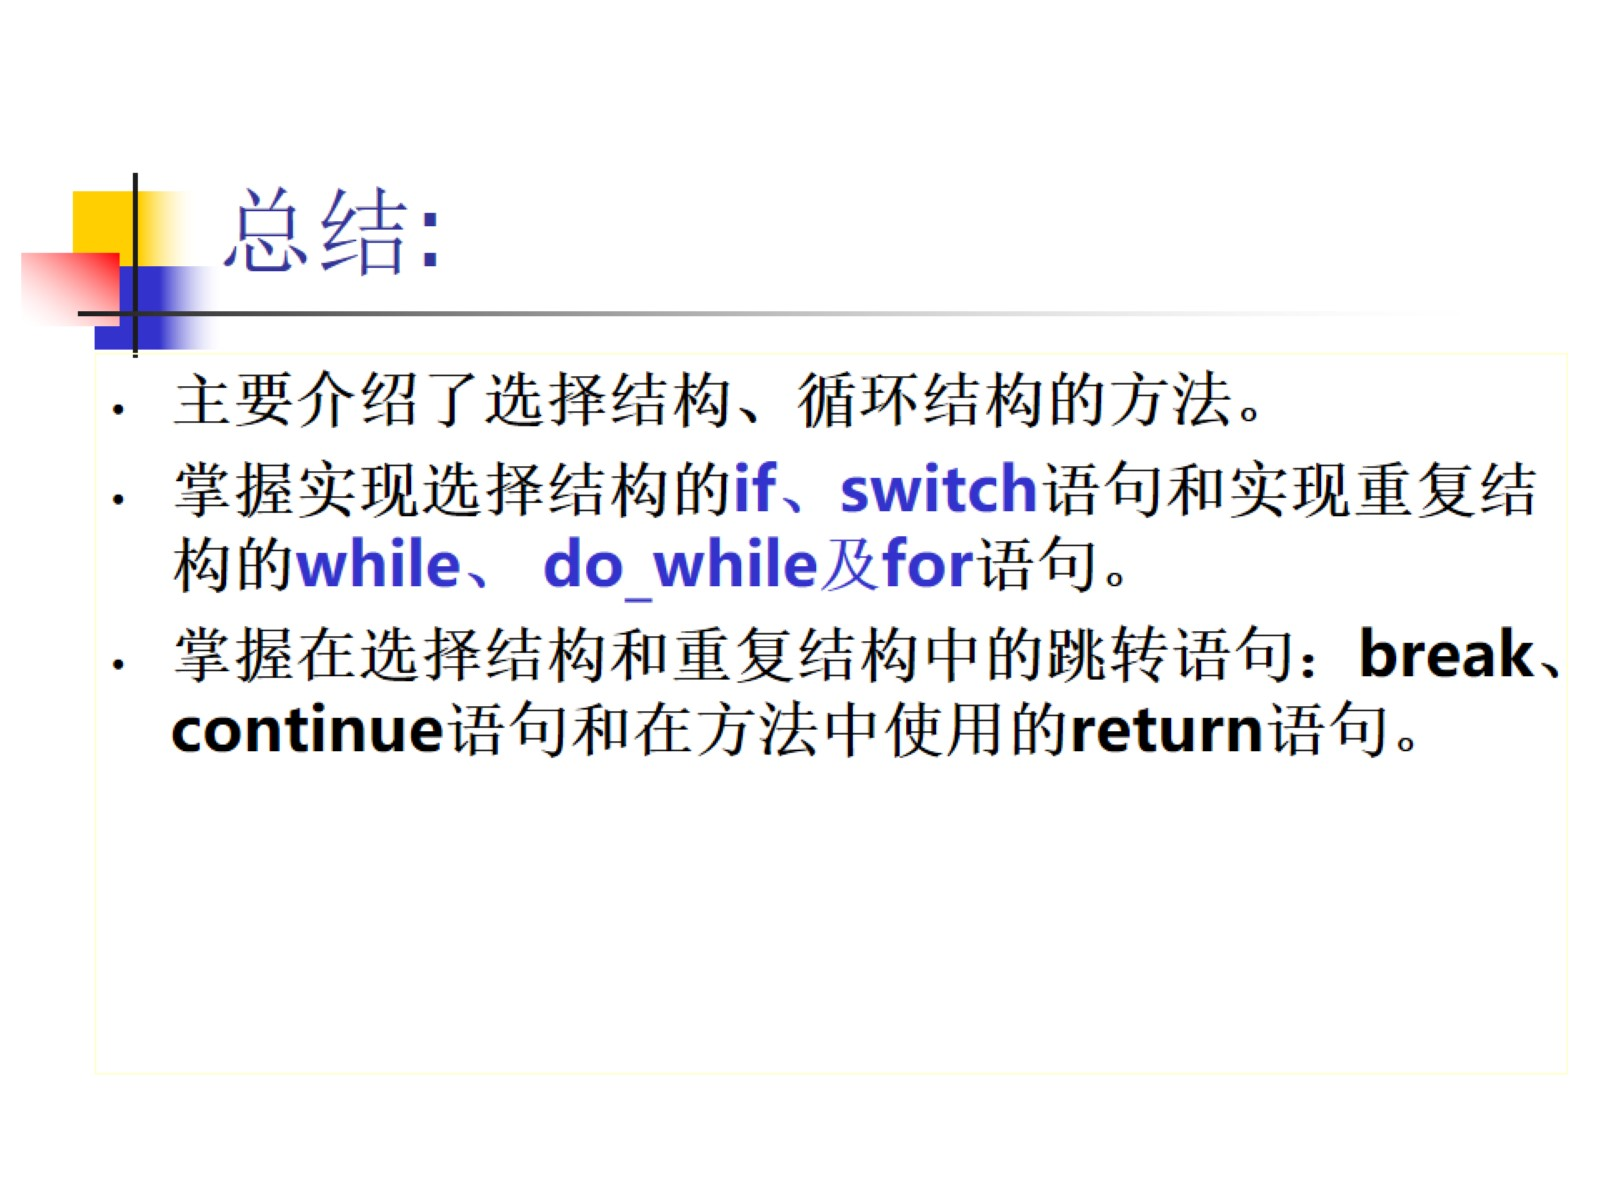 总结:
• 主要介绍了选择结构、循环结构的方法。
• 掌握实现选择结构的if、switch语句和实现重复结
构的while、 do_while及for语句。
• 掌握在选择结构和重复结构中的跳转语句：break、
continue语句和在方法中使用的return语句。